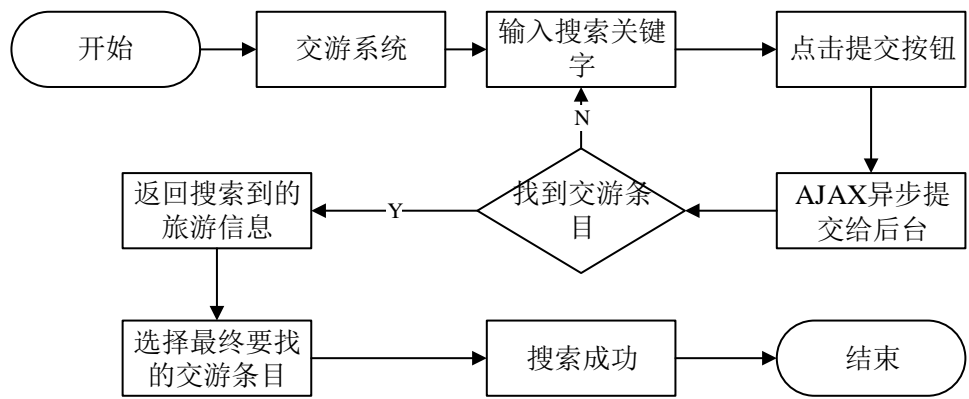 开始
交游系统
输入搜索关键
字
点击提交按钮
N
返回搜索到的
旅游信息
Y
找到交游条
目
AJAX异步提
交给后台
选择最终要找
的交游条目
搜索成功
结束